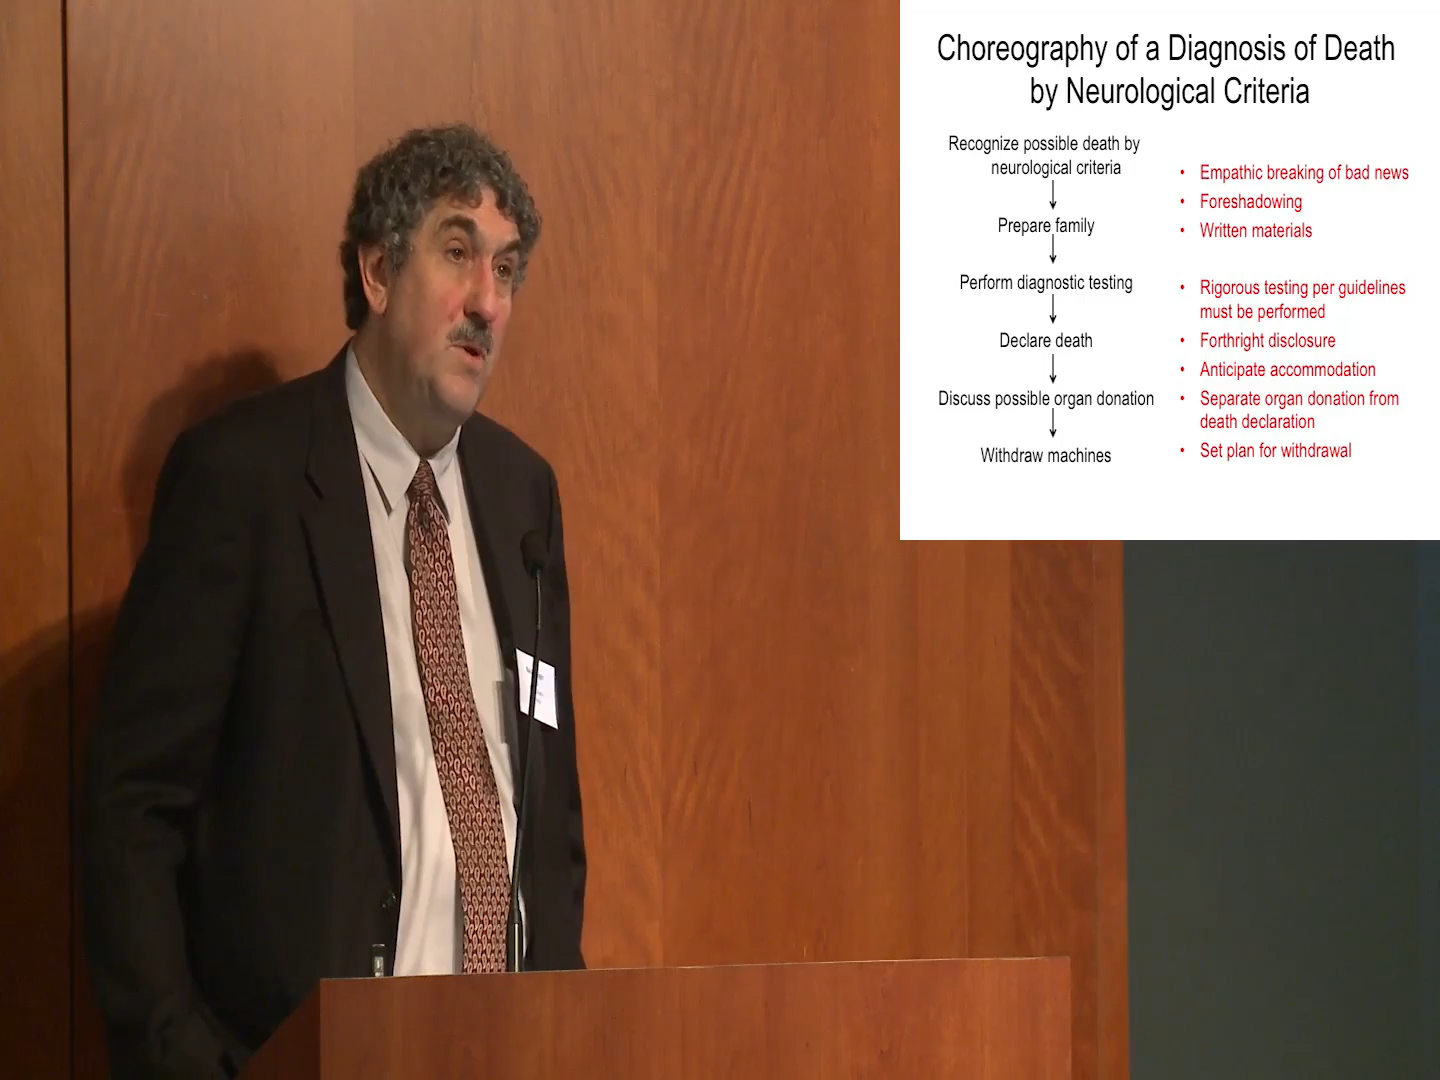 Choreography of a Diagnosis of Death
by Neurological Criteria
Recognize possible death by
neurological criteria
Prepare family
Perform diagnostic testing
Declare death
Discuss possible organ donation
Withdraw machines
• Empathic breaking of bad news
• Foreshadowing
• Written materials
• Rigorous testing per guidelines
must be performed
• Forthright disclosure
• Anticipate accommodation
• Separate organ donation from
death declaration
• Set plan for withdrawal